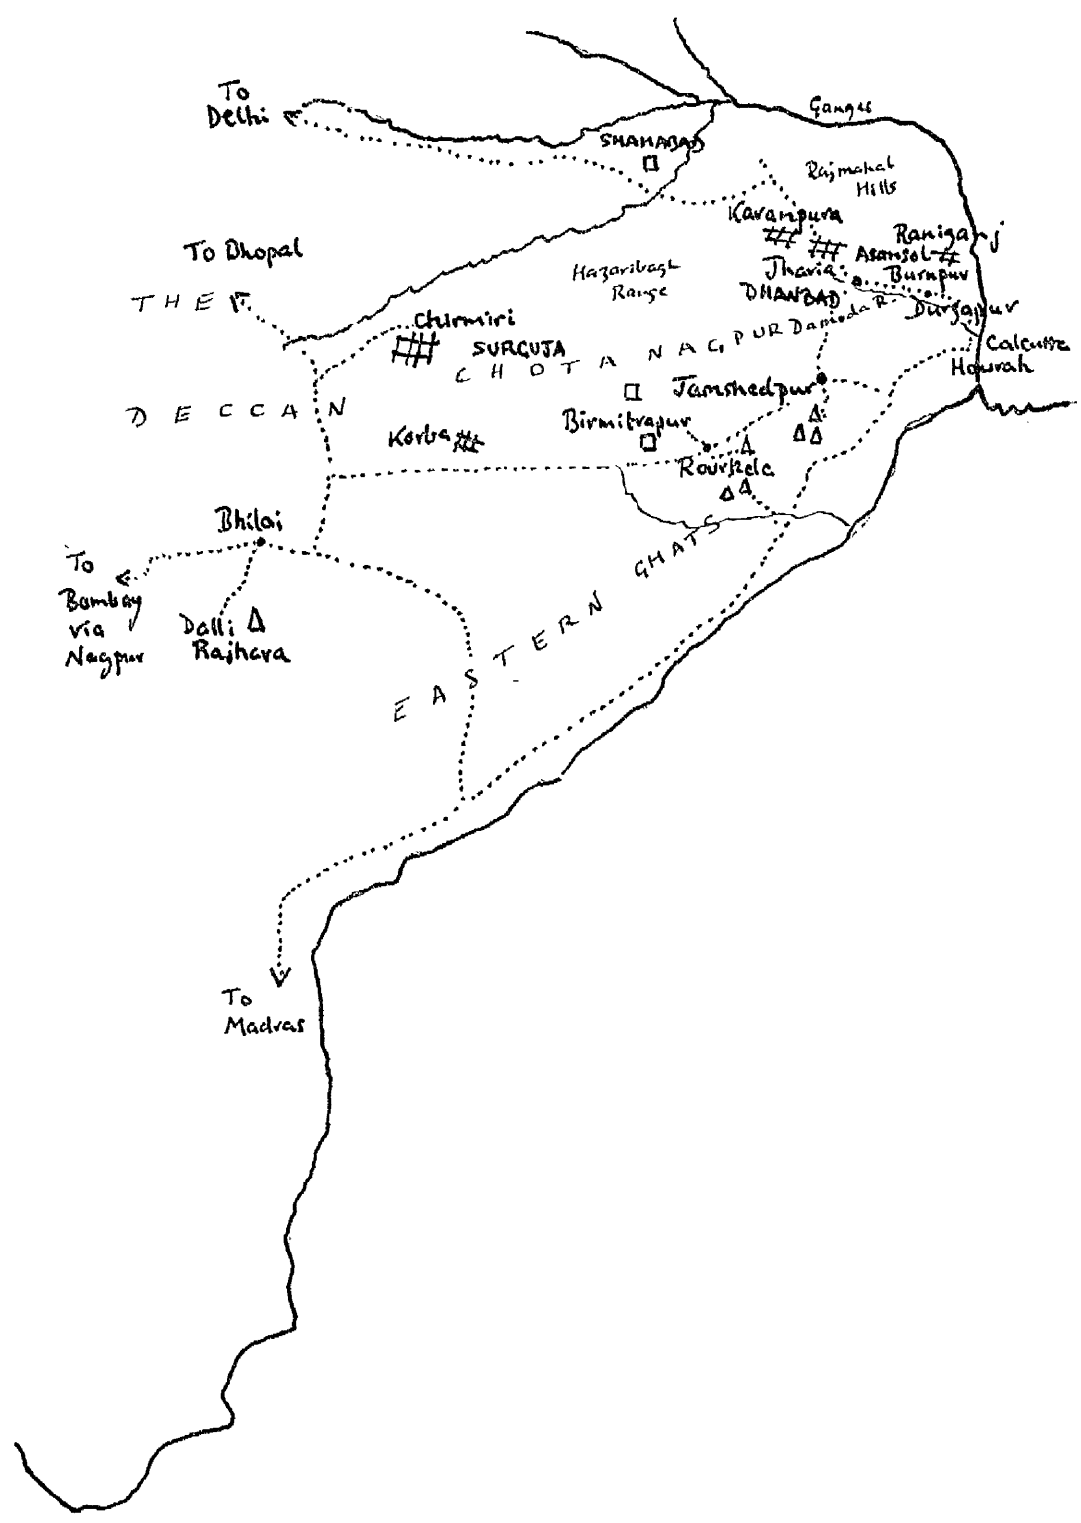 To
Delhi
Ganges
SHAHABAD
Rajmahal
Hills
Karanpura
Raniganj
To Bhopal
Asansol
Hazaribagh
Range
Jharia
Burnpur
THE
DHANBAD
Durgapur
Damodar R.
Chirmiri
SURGUJA
CHOTA NAGPUR
Calcutta
Howrah
DECCAN
Jamshedpur
Birmitrapur
Korba
Rourkela
Bhilai
EASTERN GHATS
To
Bombay
via
Nagpur
Dalli
Rajhara
To
Madras